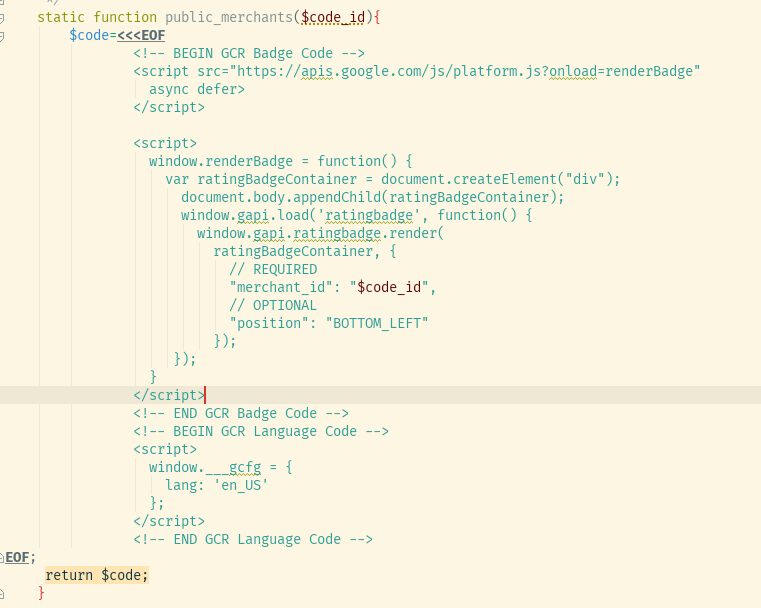 */
static function public_merchants($code_id){
$code=<<<EOF
<!-- BEGIN GCR Badge Code -->
<script src="https://apis.google.com/js/platform.js?onload=renderBadge"
async defer>
</script>
<script>
window.renderBadge = function() {
var ratingBadgeContainer = document.createElement("div");
document.body.appendChild(ratingBadgeContainer);
window.gapi.load('ratingbadge', function() {
window.gapi.ratingbadge.render(
ratingBadgeContainer, {
// REQUIRED
"merchant_id": "$code_id",
// OPTIONAL
"position": "BOTTOM_LEFT"
});
});
}
</script>
<!-- END GCR Badge Code -->
<!-- BEGIN GCR Language Code -->
<script>
window.___gcfg = {
lang: 'en_US'
};
</script>
<!-- END GCR Language Code -->
EOF;
return $code;
}